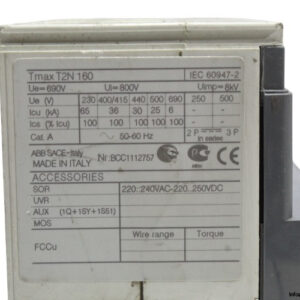 Tmax T2N 160 IEC 60947-2
Ue=690V Ui=800V Uimp=8kV
Ue (V) 230 400/415 440 500 690 250 500
Icu (kA) 65 36 30 25 6
Ics (% Icu) 100 100 100 100 100
Cat. A 50-60 Hz 2 P 3 P
in series
ABB SACE-Italy
MADE IN ITALY Nr:BCC1112757
ACCESSORIES
SOR 220..240VAC-220..250VDC
UVR
AUX (1Q+1SY+1S51)
MOS
FCCu Wire range Torque